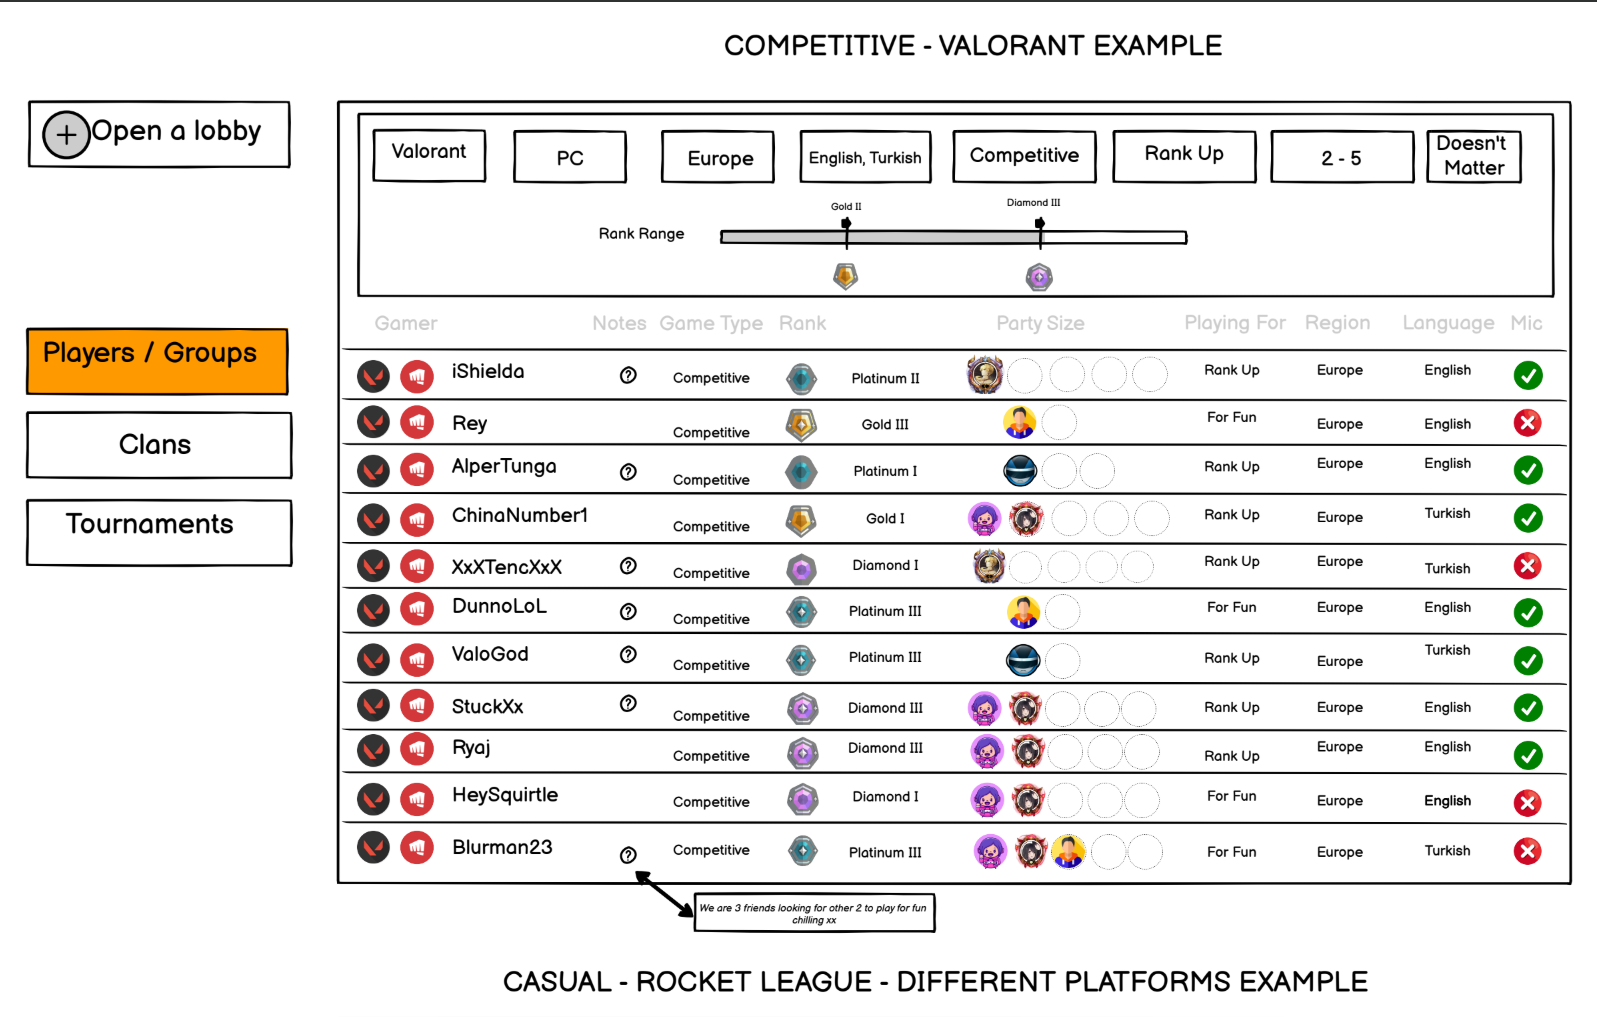 COMPETITIVE - VALORANT EXAMPLE
Open a lobby
Valorant
PC
Europe
English, Turkish
Competitive
Rank Up
2 - 5
Doesn't
Matter
Gold II
Diamond III
Rank Range
Players / Groups
Clans
Tournaments
Gamer Notes Game Type Rank Party Size Playing For Region Language Mic
iShielda Competitive Platinum II Rank Up Europe English
Rey Competitive Gold III For Fun Europe English
AlperTunga Competitive Platinum I Rank Up Europe English
ChinaNumber1 Competitive Gold I Rank Up Europe Turkish
XxXTencXxX Competitive Diamond I Rank Up Europe Turkish
DunnoLoL Competitive Platinum III For Fun Europe English
ValoGod Competitive Platinum III Rank Up Europe Turkish
StuckXx Competitive Diamond III Rank Up Europe English
Ryaj Competitive Diamond III Rank Up Europe English
HeySquirtle Competitive Diamond I For Fun Europe English
Blurman23 Competitive Platinum III For Fun Europe Turkish
We are 3 friends looking for other 2 to play for fun
chilling xx
CASUAL - ROCKET LEAGUE - DIFFERENT PLATFORMS EXAMPLE